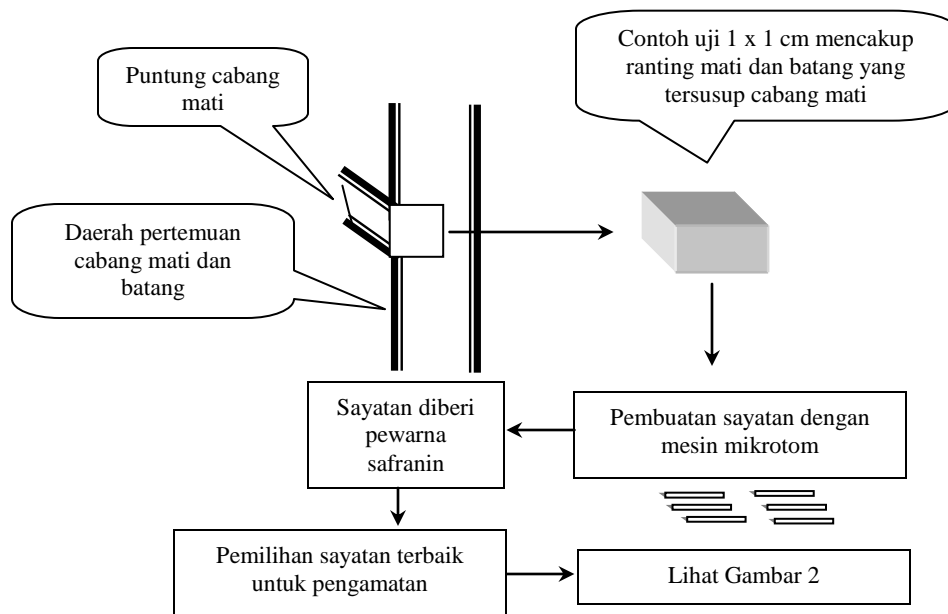 Puntung cabang
mati
Contoh uji 1 x 1 cm mencakup
ranting mati dan batang yang
tersusup cabang mati
Daerah pertemuan
cabang mati dan
batang
Sayatan diberi
pewarna
safranin
Pembuatan sayatan dengan
mesin mikrotom
Pemilihan sayatan terbaik
untuk pengamatan
Lihat Gambar 2